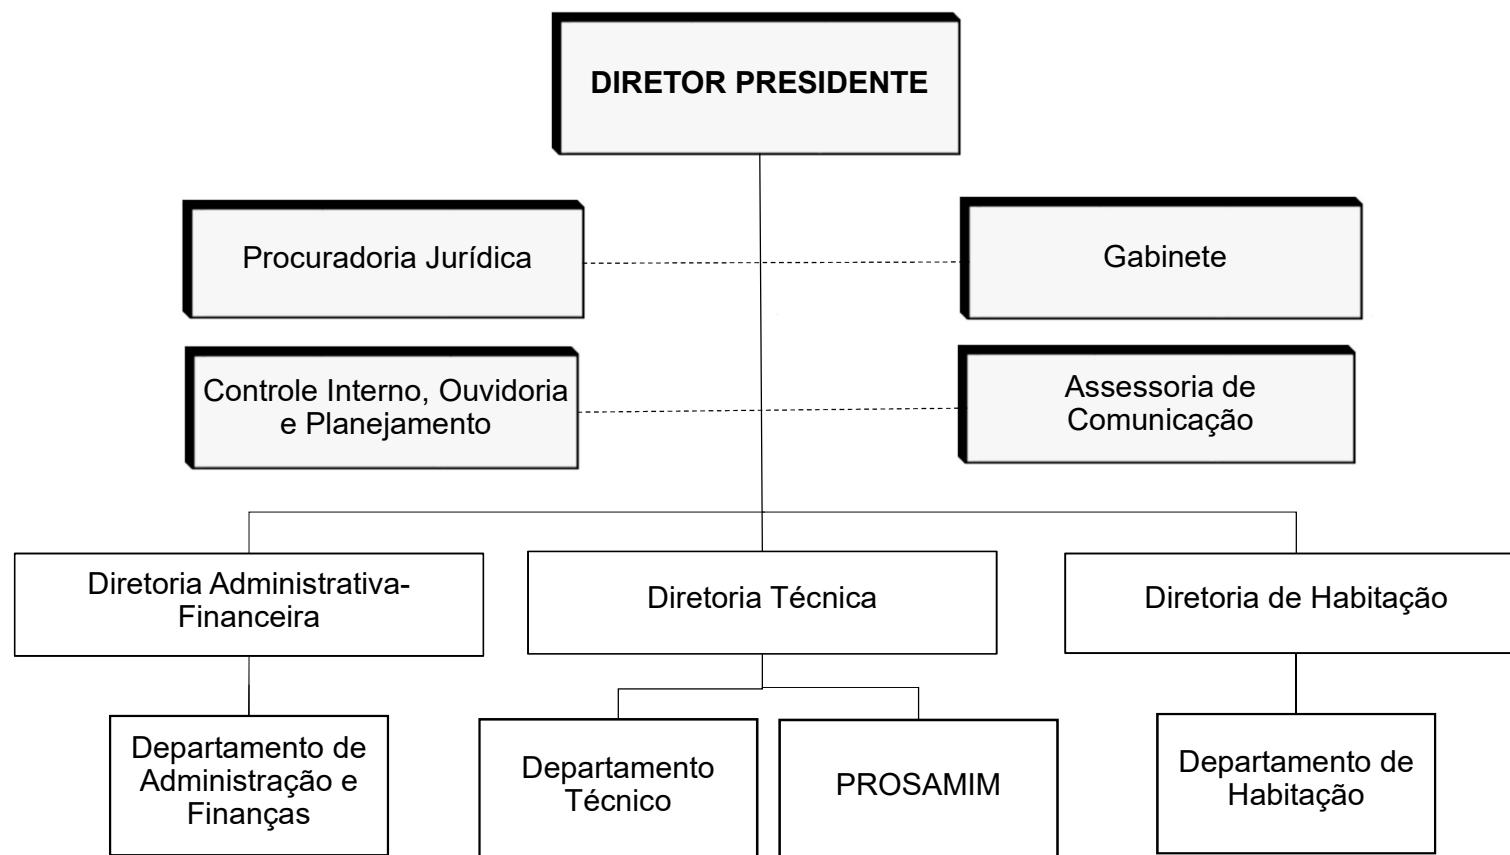 DIRETOR PRESIDENTE
Procuradoria Jurídica
Gabinete
Controle Interno, Ouvidoria
e Planejamento
Assessoria de
Comunicação
Diretoria Administrativa-
Financeira
Diretoria Técnica
Diretoria de Habitação
Departamento de
Administração e
Finanças
Departamento
Técnico
PROSAMIM
Departamento de
Habitação